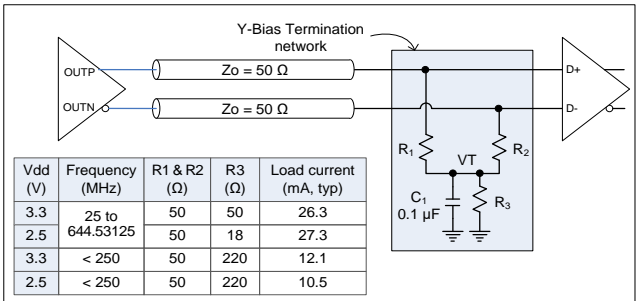 Y-Bias Termination
network
OUTP
Zo = 50 Ω
D+
OUTN
Zo = 50 Ω
D-
R1
VT
R2
C1
0.1 µF
R3
Vdd (V) Frequency (MHz) R1 & R2 (Ω) R3 (Ω) Load current (mA, typ)
3.3 25 to 644.53125 50 50 26.3
2.5 50 18 27.3
3.3 < 250 50 220 12.1
2.5 < 250 50 220 10.5